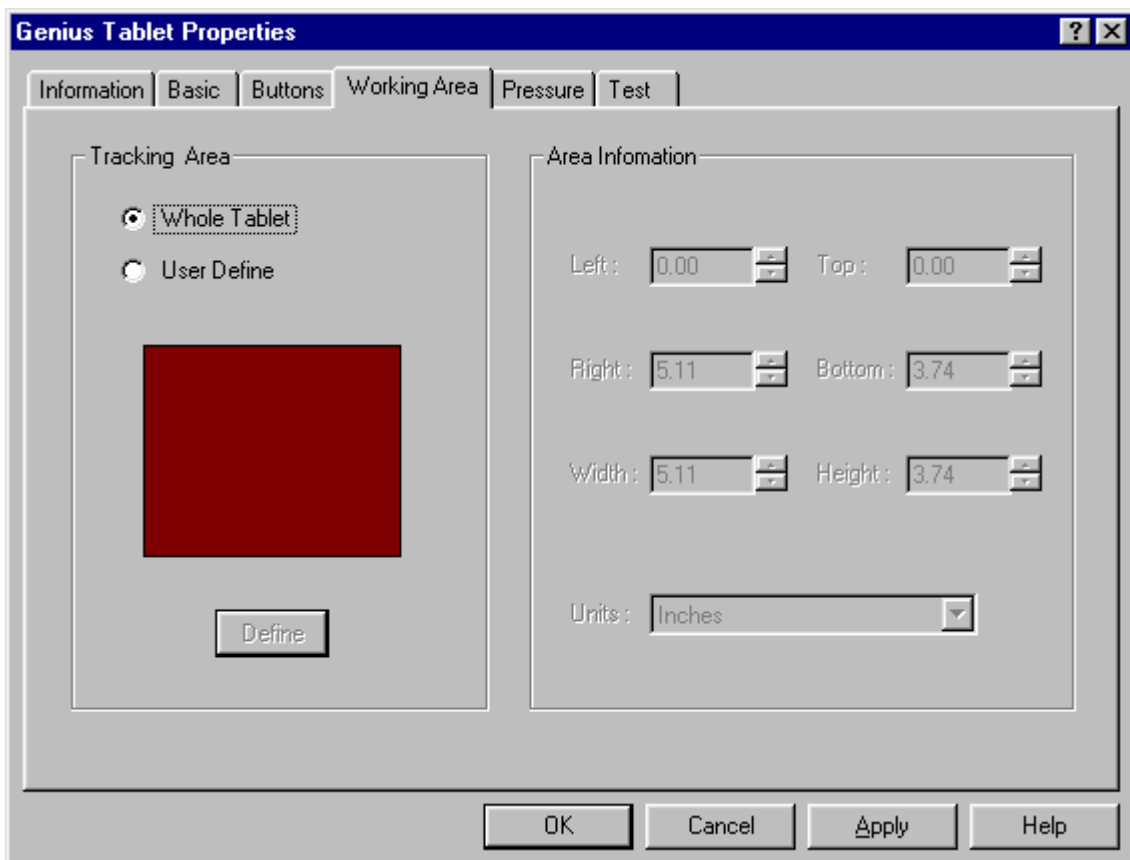 Genius Tablet Properties
Information Basic Buttons Working Area Pressure Test
Tracking Area
Whole Tablet
User Define
Define
Area Infomation
Left : 0.00 Top : 0.00
Right : 5.11 Bottom : 3.74
Width : 5.11 Height : 3.74
Units : Inches
OK Cancel Apply Help